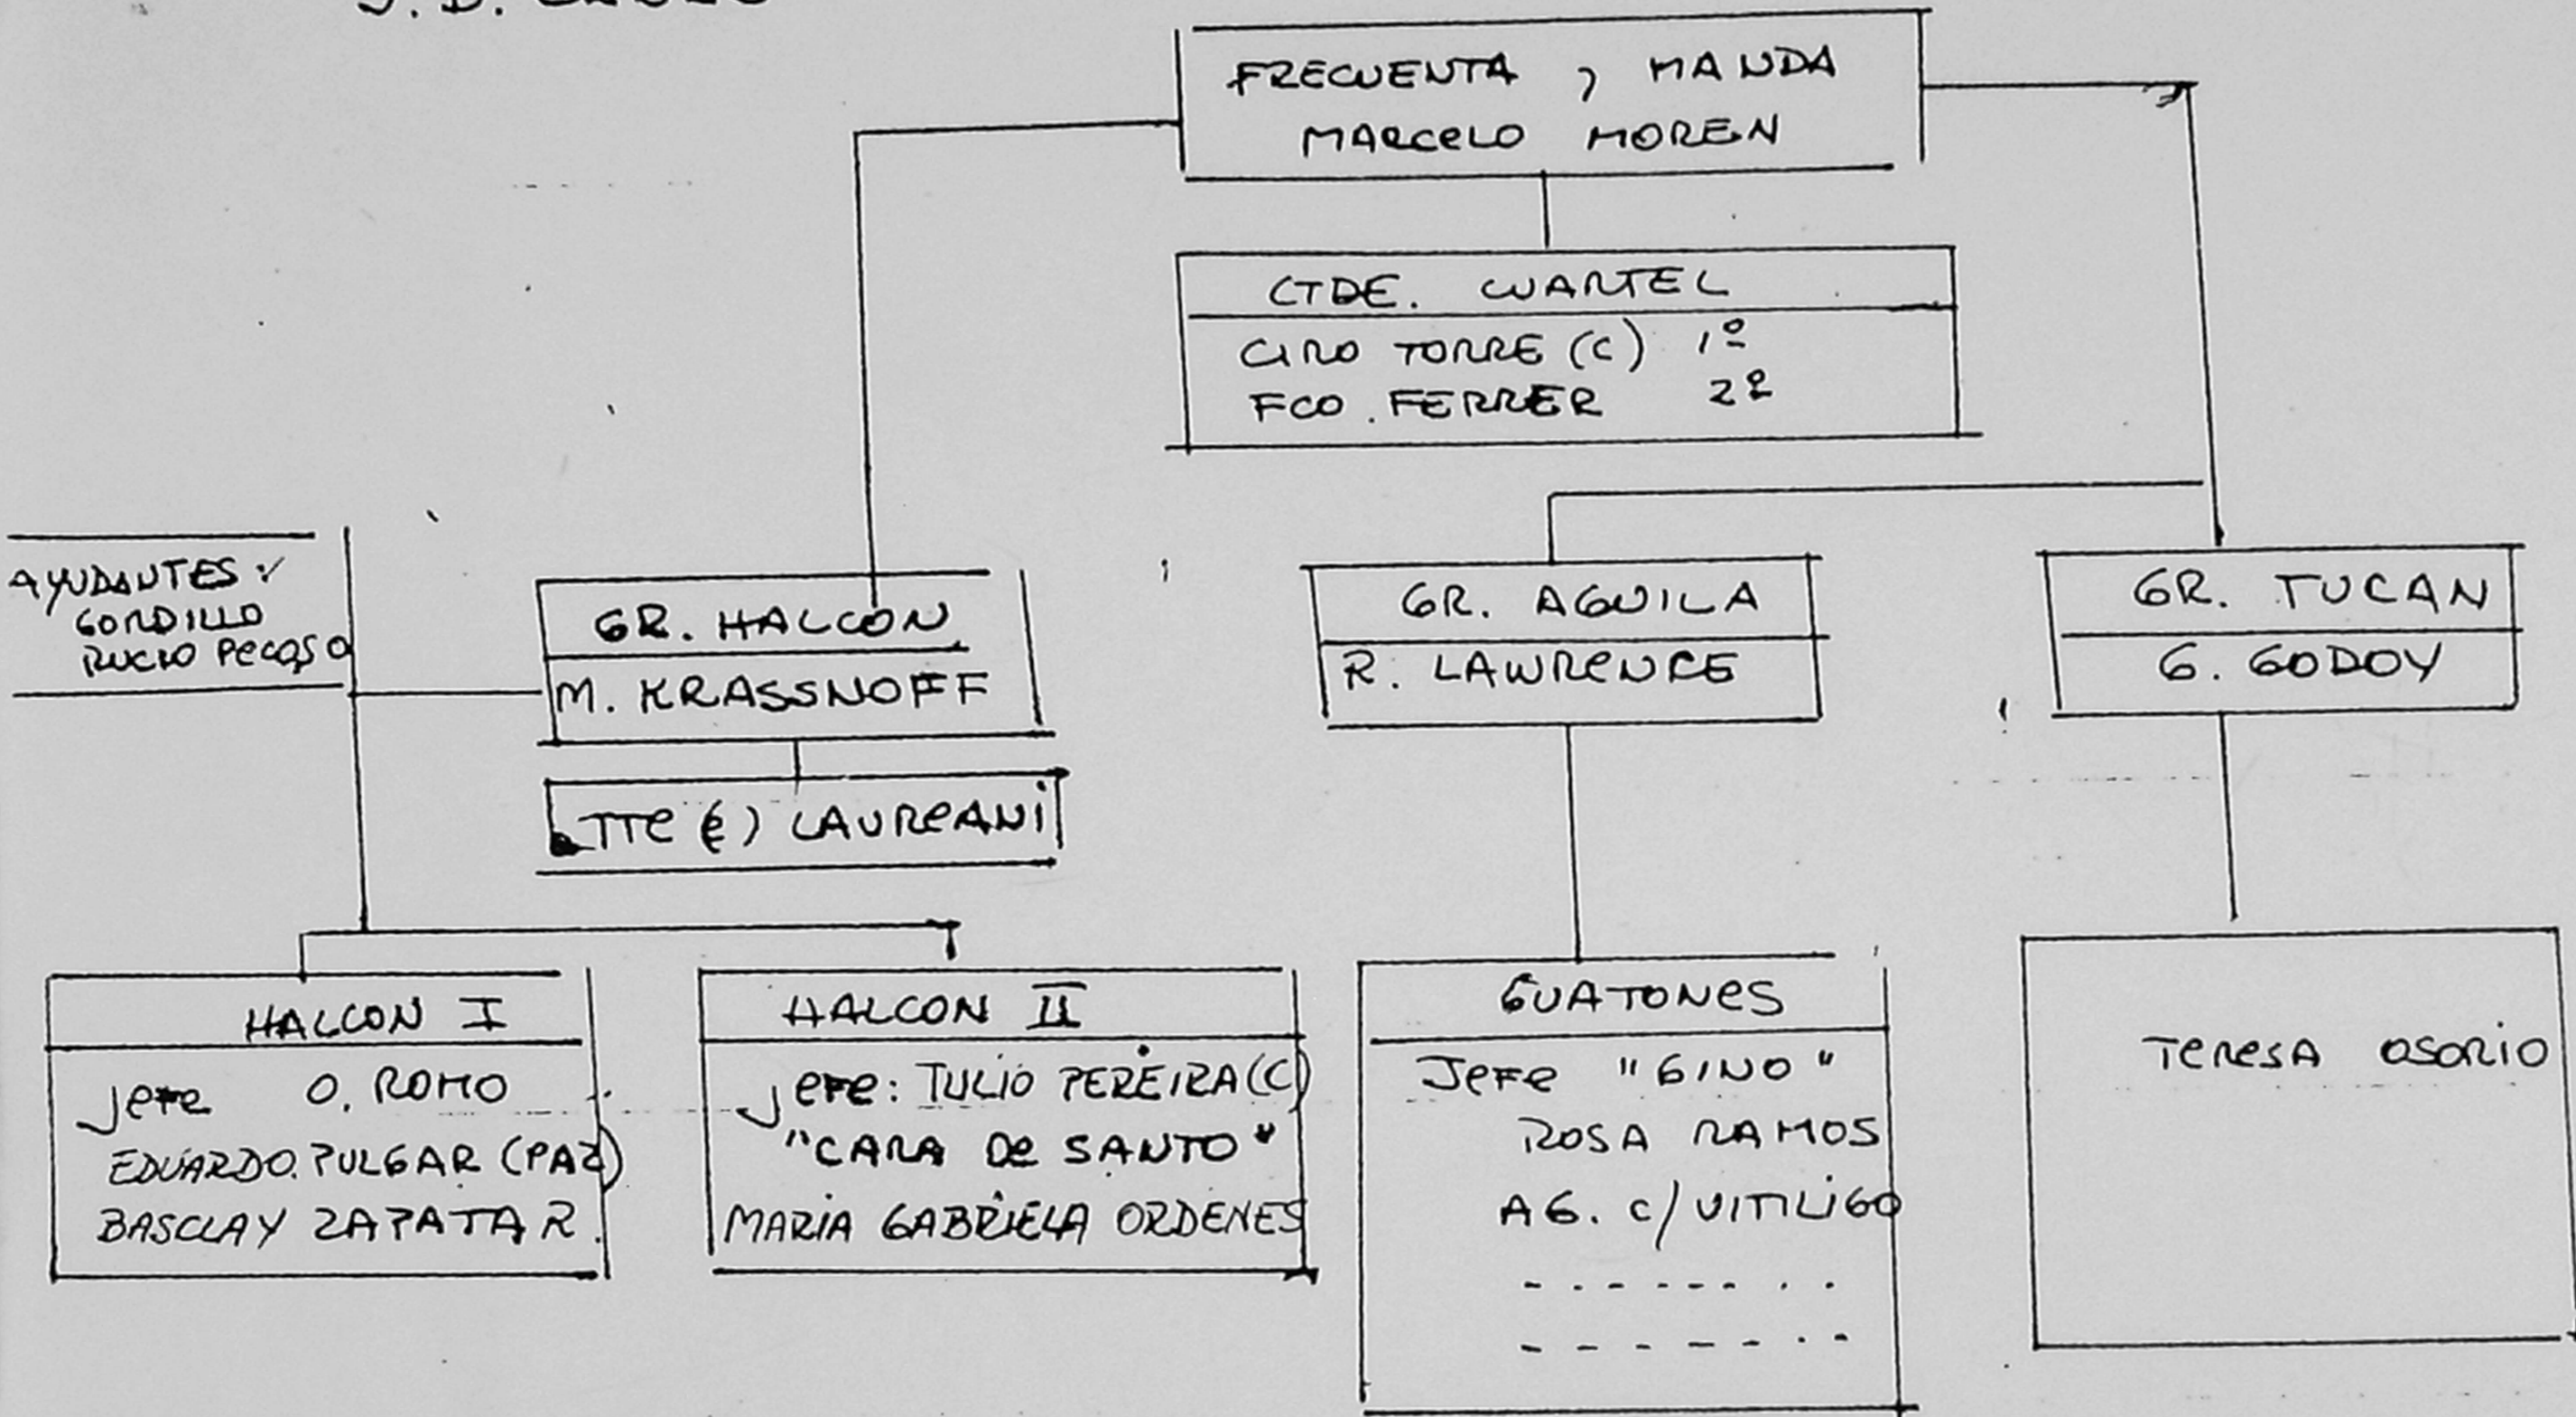 FRECUENTA y MANDA
MARCELO MOREN
CTDE. CUARTEL
CIRO TORRE (C) 1º
FCO. FERRER 2º
AYUDANTES:
GORDILLO
RUCIO PECOSO
GR. HALCON
M. KRASSNOFF
TTE (E) LAUREANI
GR. AGUILA
R. LAWRENCE
GR. TUCAN
G. GODOY
HALCON I
Jefe O. ROMO
EDUARDO PULGAR (PAZ)
BASCLAY ZAPATA R.
HALCON II
Jefe: TULIO PEREIRA (C)
"CARA DE SANTO"
MARIA GABRIELA ORDENES
GUATONES
Jefe "GINO"
ROSA RAMOS
AG. c/ VITILIGO
TERESA OSORIO